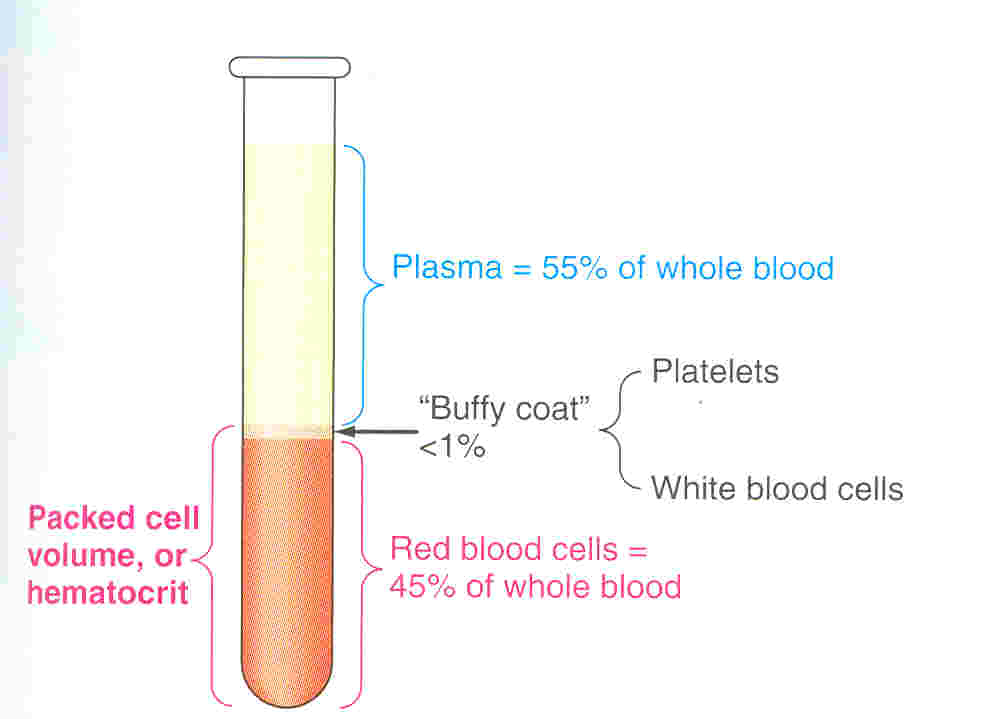 Plasma = 55% of whole blood
Platelets
“Buffy coat”
<1%
White blood cells
Packed cell
volume, or
hematocrit
Red blood cells =
45% of whole blood